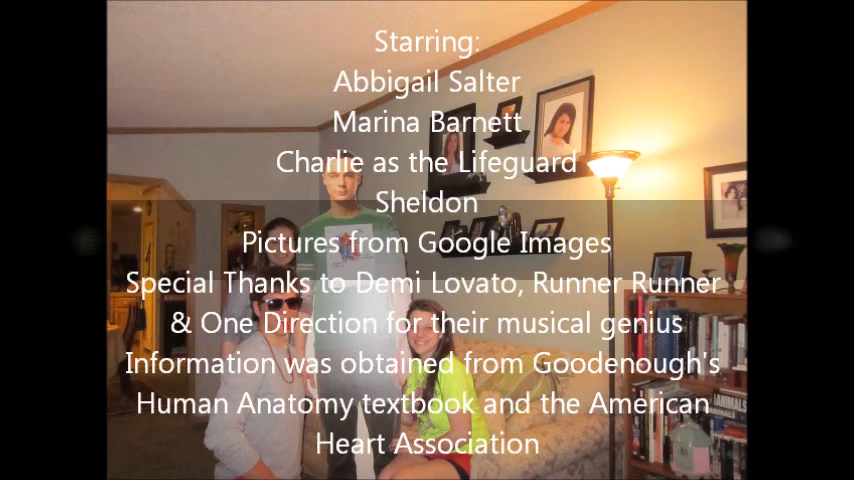 Starring:
Abbigail Salter
Marina Barnett
Charlie as the Lifeguard
Sheldon
Pictures from Google Images
Special Thanks to Demi Lovato, Runner Runner
& One Direction for their musical genius
Information was obtained from Goodenough's
Human Anatomy textbook and the American
Heart Association
ANIMALS